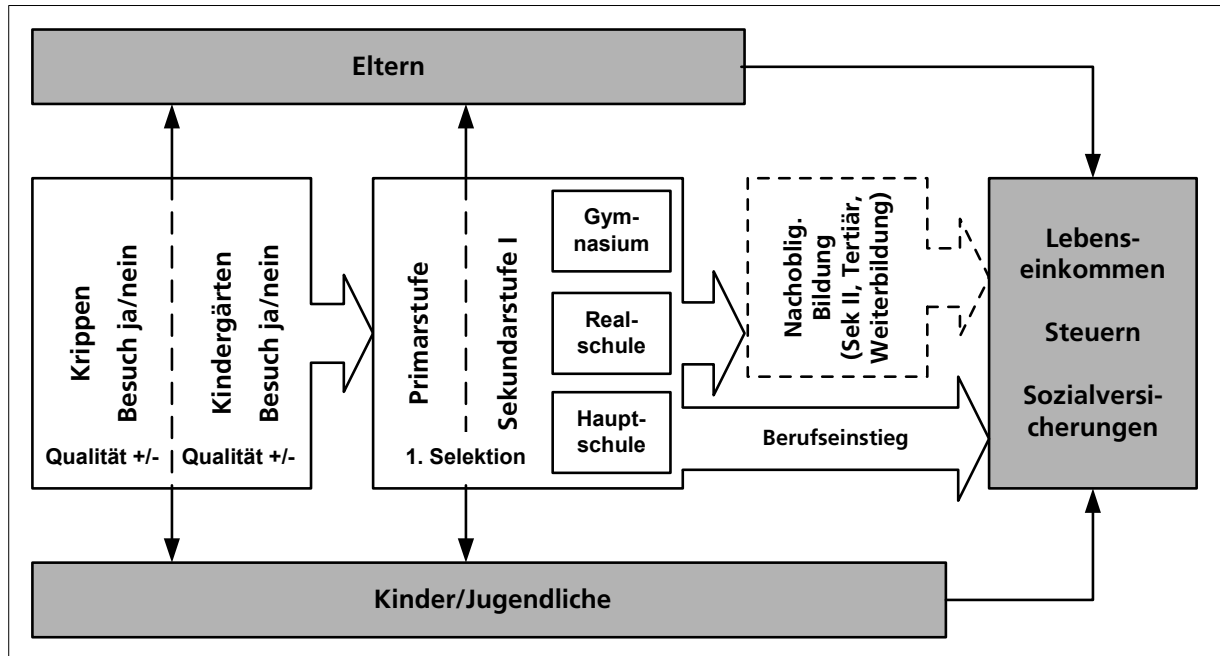 Eltern
Krippen
Besuch ja/nein
Kindergärten
Besuch ja/nein
Qualität +/-
Qualität +/-
Primarstufe
Sekundarstufe I
1. Selektion
Gym-
nasium
Real-
schule
Haupt-
schule
Nachoblig.
Bildung
(Sek II, Tertiär,
Weiterbildung)
Berufseinstieg
Lebens-
einkommen
Steuern
Sozialversi-
cherungen
Kinder/Jugendliche